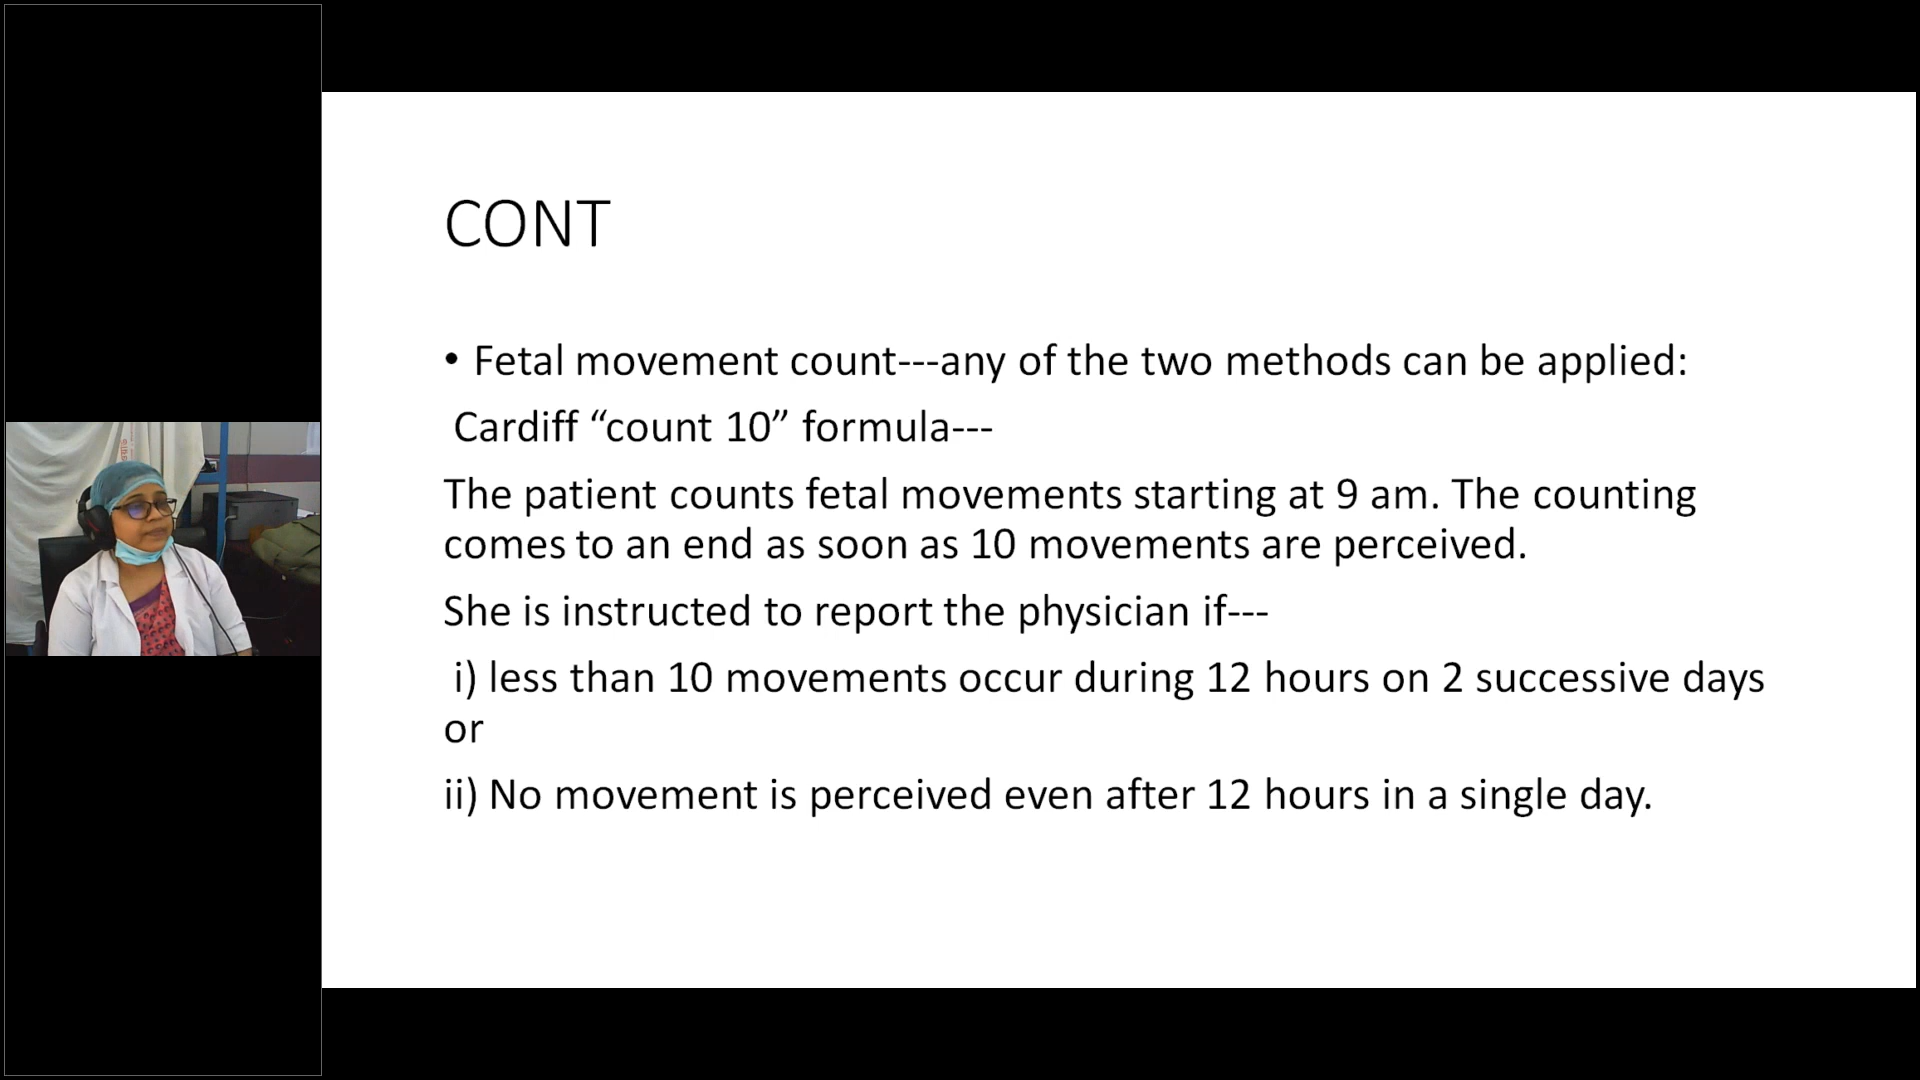 CONT
• Fetal movement count---any of the two methods can be applied:
Cardiff “count 10” formula---
The patient counts fetal movements starting at 9 am. The counting
comes to an end as soon as 10 movements are perceived.
She is instructed to report the physician if---
i) less than 10 movements occur during 12 hours on 2 successive days
or
ii) No movement is perceived even after 12 hours in a single day.